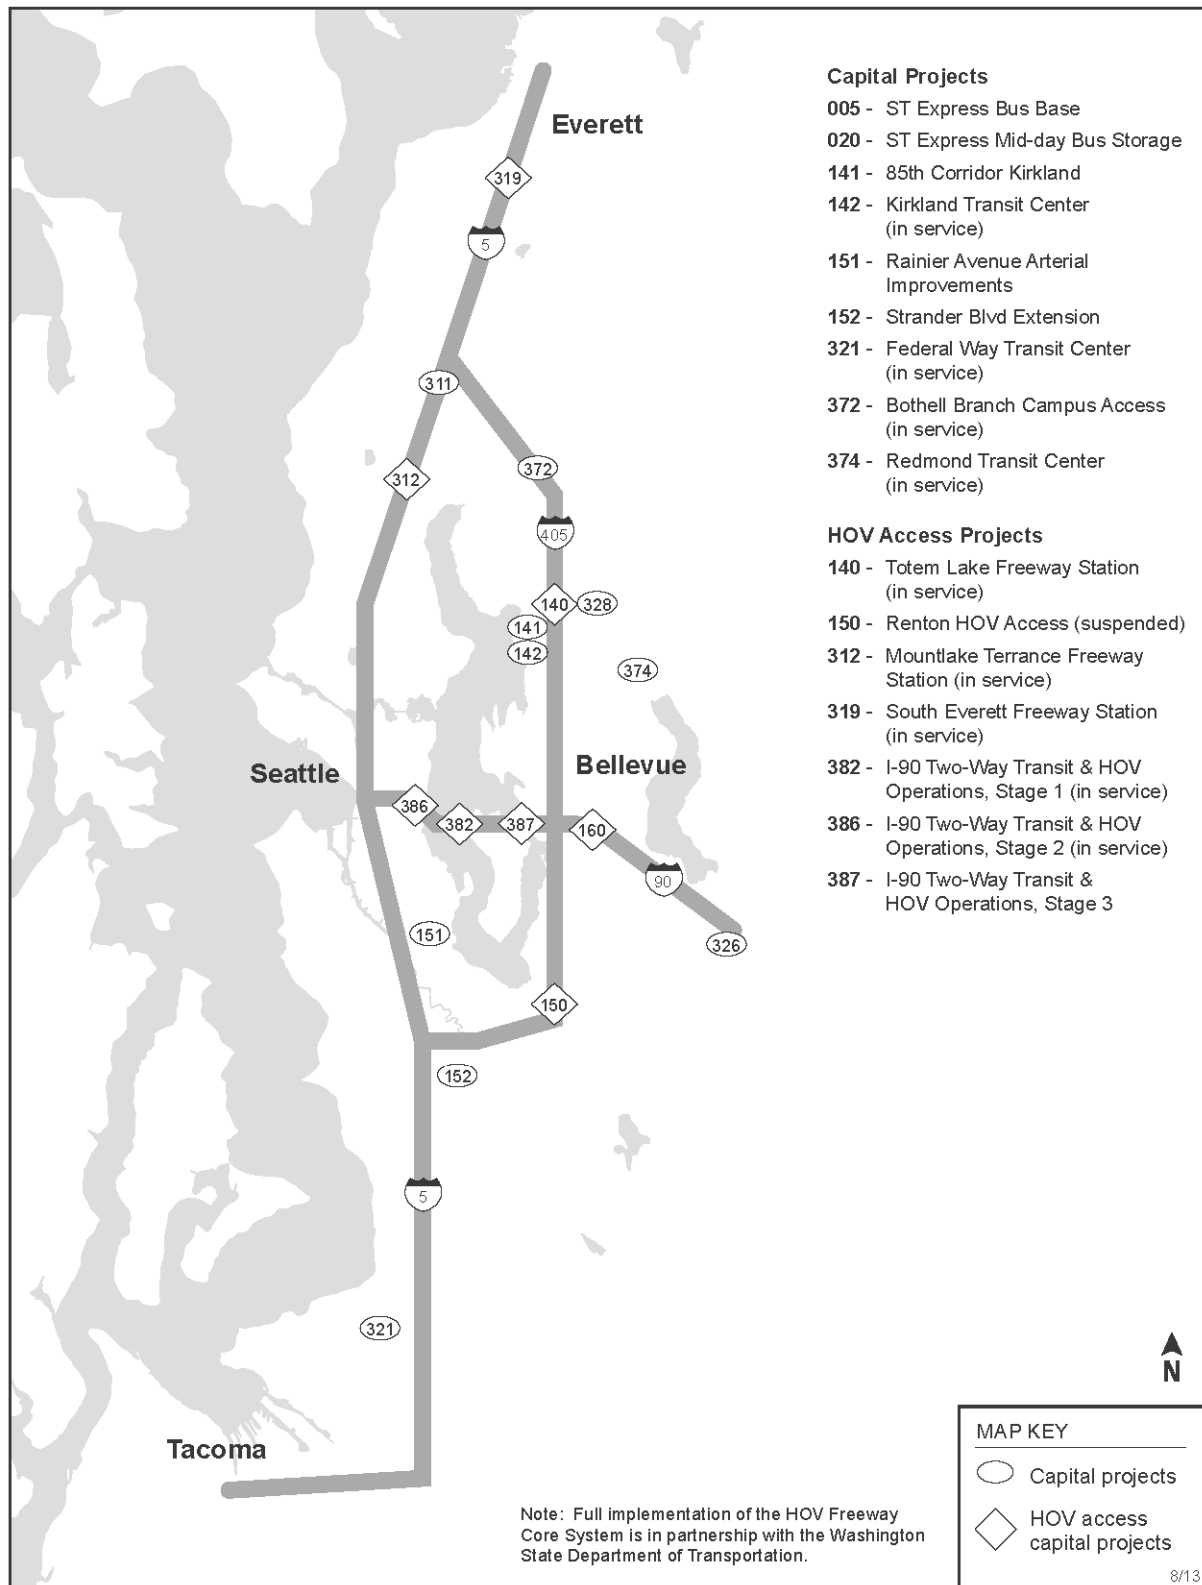 Everett
319
5
311
312
372
405
140
328
141
142
374
Seattle
Bellevue
386
382
387
160
90
326
151
150
152
5
321
Tacoma
Capital Projects
005 - ST Express Bus Base
020 - ST Express Mid-day Bus Storage
141 - 85th Corridor Kirkland
142 - Kirkland Transit Center
(in service)
151 - Rainier Avenue Arterial
Improvements
152 - Strander Blvd Extension
321 - Federal Way Transit Center
(in service)
372 - Bothell Branch Campus Access
(in service)
374 - Redmond Transit Center
(in service)
HOV Access Projects
140 - Totem Lake Freeway Station
(in service)
150 - Renton HOV Access (suspended)
312 - Mountlake Terrance Freeway
Station (in service)
319 - South Everett Freeway Station
(in service)
382 - I-90 Two-Way Transit & HOV
Operations, Stage 1 (in service)
386 - I-90 Two-Way Transit & HOV
Operations, Stage 2 (in service)
387 - I-90 Two-Way Transit &
HOV Operations, Stage 3
N
Note: Full implementation of the HOV Freeway
Core System is in partnership with the Washington
State Department of Transportation.
MAP KEY
Capital projects
HOV access
capital projects
8/13